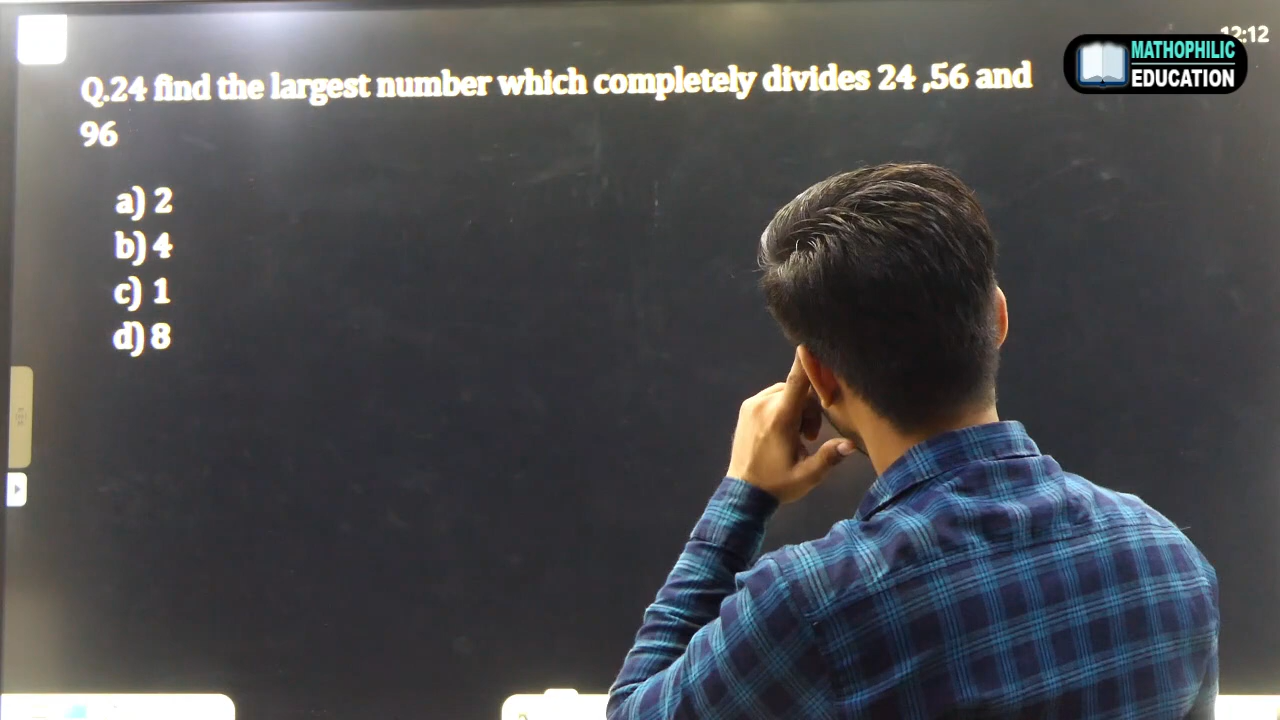 12:12
MATHOPHILIC
EDUCATION
Q.24 find the largest number which completely divides 24 ,56 and
96
a) 2
b) 4
c) 1
d) 8